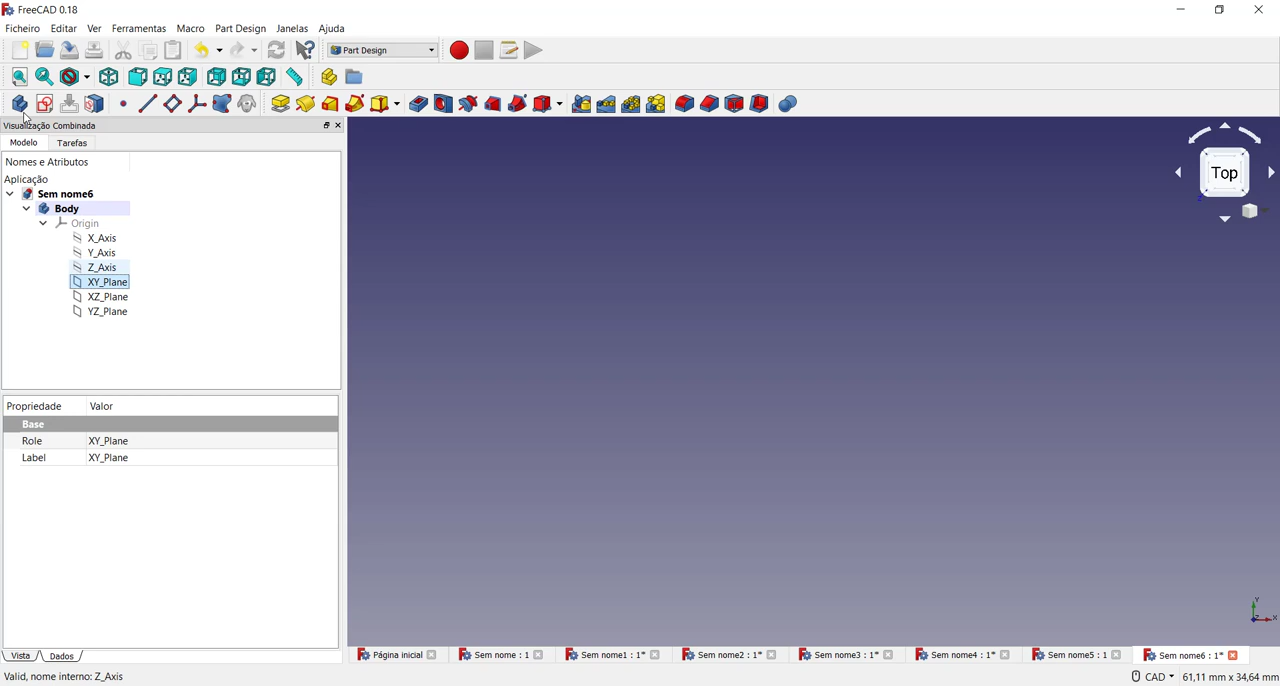 FreeCAD 0.18
Ficheiro Editar Ver Ferramentas Macro Part Design Janelas Ajuda
Part Design
Visualização Combinada
Modelo Tarefas
Nomes e Atributos
Aplicação
Sem nome6
Body
Origin
X_Axis
Y_Axis
Z_Axis
XY_Plane
XZ_Plane
YZ_Plane
Top
Z
Propriedade Valor
Base
Role XY_Plane
Label XY_Plane
Y
Z X
Vista Dados
Página inicial Sem nome : 1 Sem nome1 : 1* Sem nome2 : 1* Sem nome3 : 1* Sem nome4 : 1* Sem nome5 : 1 Sem nome6 : 1*
Valid, nome interno: Z_Axis
CAD 61,11 mm x 34,64 mm